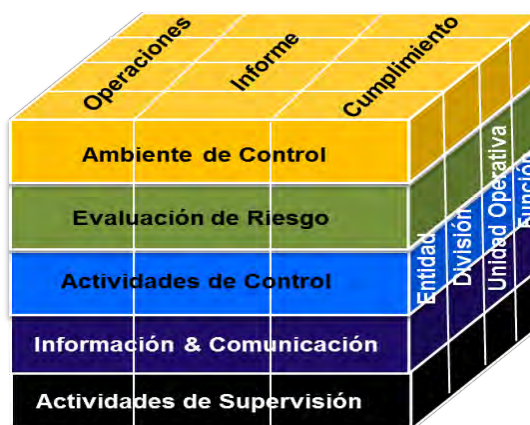 Operaciones
Informe
Cumplimiento
Ambiente de Control
Evaluación de Riesgo
Actividades de Control
Información & Comunicación
Actividades de Supervisión
Entidad
División
Unidad Operativa
Función